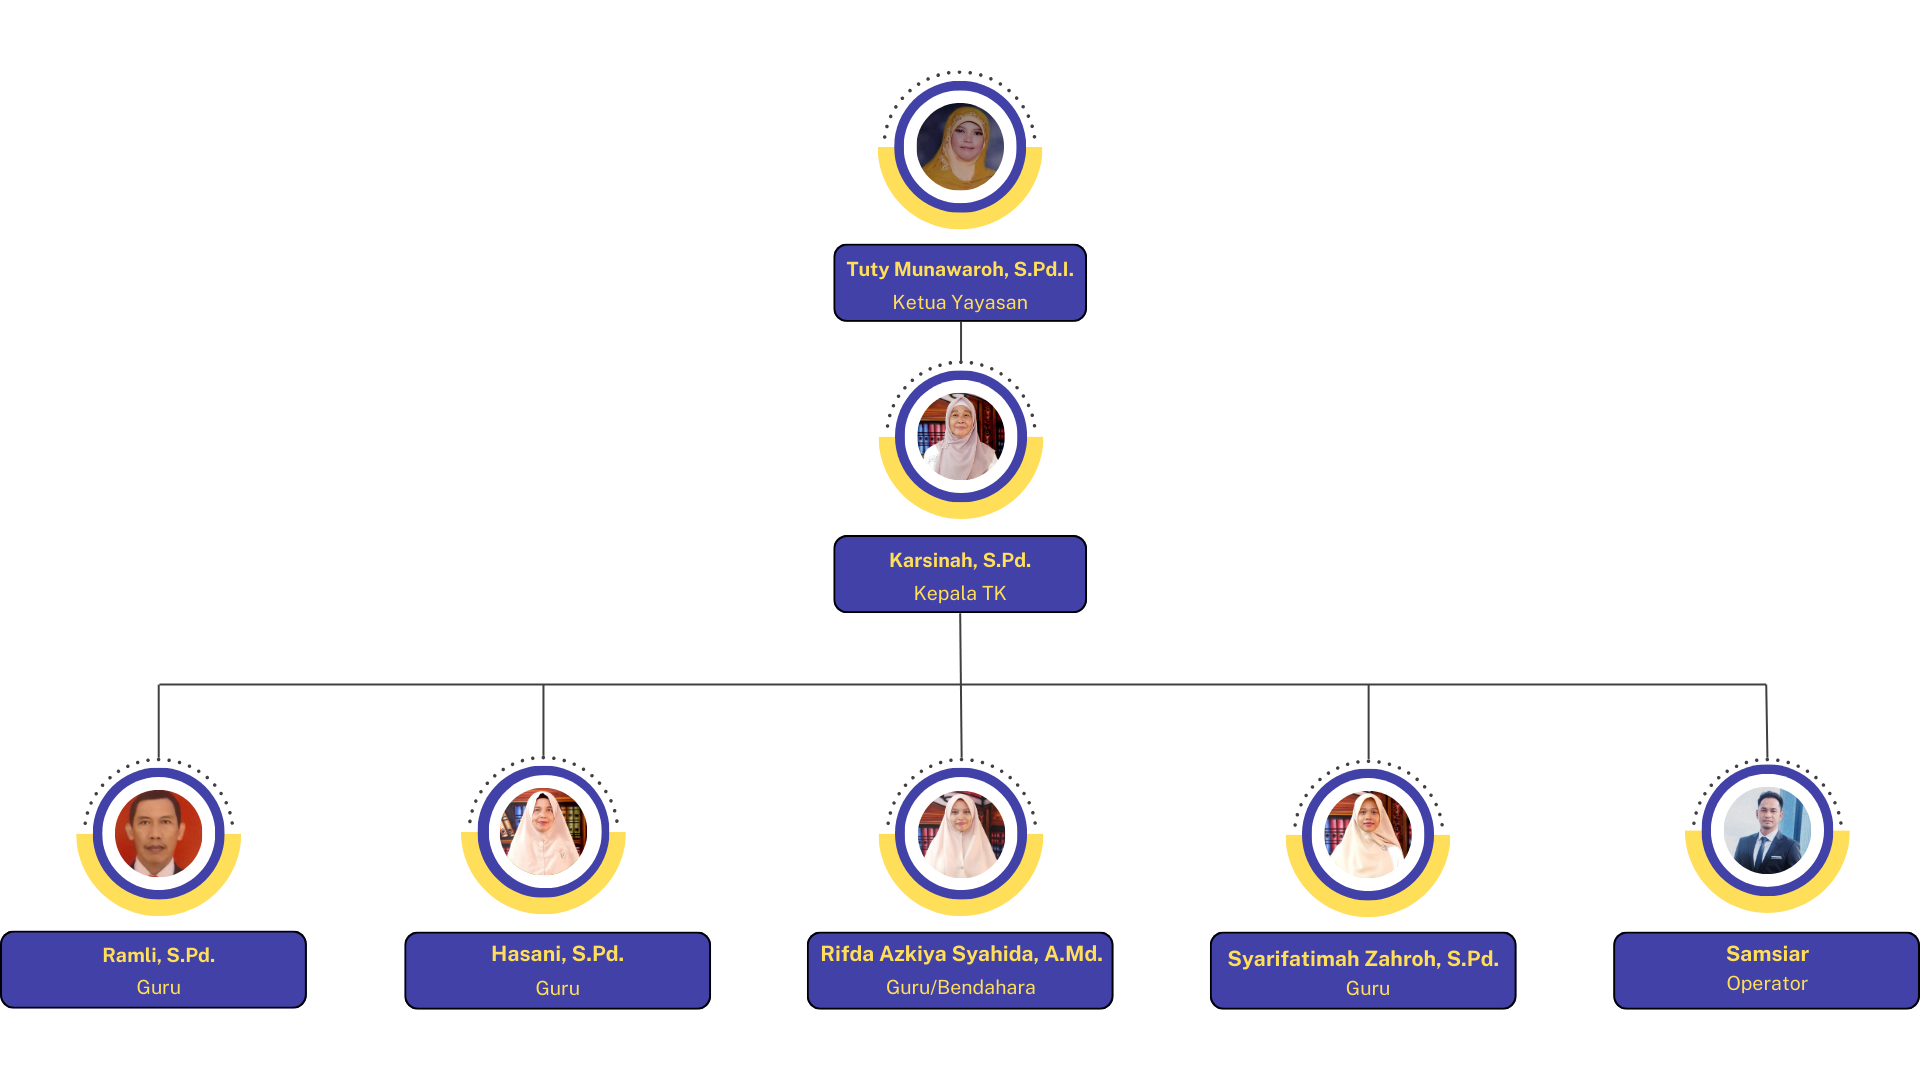 Tuty Munawaroh, S.Pd.I.
Ketua Yayasan
Karsinah, S.Pd.
Kepala TK
Ramli, S.Pd.
Guru
Hasani, S.Pd.
Guru
Rifda Azkiya Syahida, A.Md.
Guru/Bendahara
Syarifatimah Zahroh, S.Pd.
Guru
Samsiar
Operator